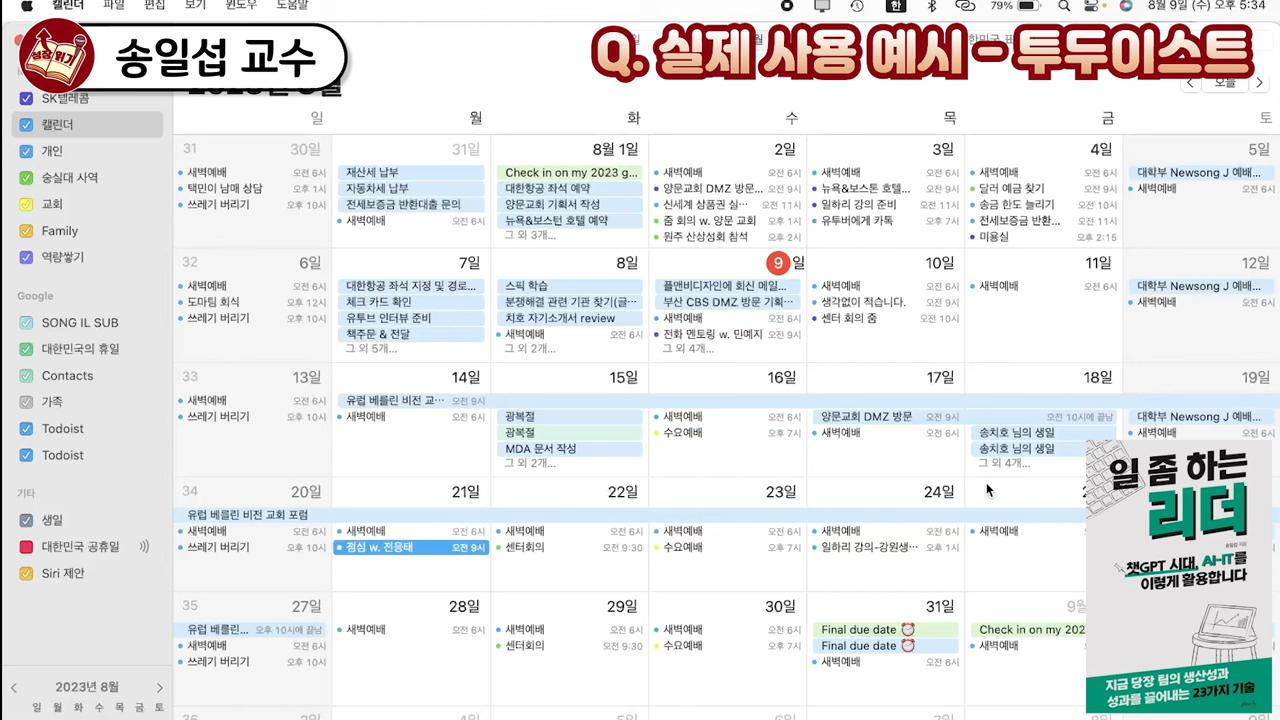 캘린더 파일 편집 보기 윈도우 도움말
한 79% 8월 9일 (수) 오후 5:34
성장 읽기
송일섭 교수
Q. 실제 사용 예시 - 투두이스트
오늘
SK텔레콤
캘린더
개인
숭실대 사역
교회
Family
역량쌓기
Google
SONG IL SUB
대한민국의 휴일
Contacts
가족
Todoist
Todoist
기타
생일
대한민국 공휴일
Siri 제안
2023년 8월
일 월 화 수 목 금 토
일 월 화 수 목 금 토
31 30일 31일 8월 1일 2일 3일 4일 5일
새벽예배 오전 6시
택민이 남매 상담 오후 1시
쓰레기 버리기 오후 10시
재산세 납부
자동차세 납부
전세보증금 반환대출 문의
새벽예배 오전 6시
Check in on my 2023 g...
대한항공 좌석 예약
양문교회 기획서 작성
뉴욕&보스턴 호텔 예약
그 외 3개...
새벽예배 오전 6시
양문교회 DMZ 방문... 오전 9시
신세계 상품권 실… 오전 11시
줌 회의 w. 양문 교회 오후 1시
원주 산상성회 참석 오후 2시
새벽예배 오전 6시
뉴욕&보스톤 호텔... 오전 9시
일하리 강의 준비 오전 11시
유투버에게 카톡 오후 7시
새벽예배 오전 6시
달러 예금 찾기 오전 9시
송금 한도 늘리기 오전 10시
전세보증금 반환... 오전 11시
미용실 오후 2:15
대학부 Newsong J 예배...
새벽예배 오전 6시
32 6일 7일 8일 9일 10일 11일 12일
새벽예배 오전 6시
도마팀 회식 오후 12시
쓰레기 버리기 오후 10시
대한항공 좌석 지정 및 경로...
체크 카드 확인
유투브 인터뷰 준비
책주문 & 전달
그 외 5개...
스픽 학습
분쟁해결 관련 기관 찾기(글…
치호 자기소개서 review
새벽예배 오전 6시
그 외 2개...
플앤비디자인에 회신 메일...
부산 CBS DMZ 방문 기획…
새벽예배 오전 6시
전화 멘토링 w. 민예지 오전 9시
그 외 4개...
새벽예배 오전 6시
생각없이 적습니다. 오전 9시
센터 회의 줌 오전 10시
새벽예배 오전 6시
대학부 Newsong J 예배...
새벽예배 오전 6시
33 13일 14일 15일 16일 17일 18일 19일
새벽예배 오전 6시
쓰레기 버리기 오후 10시
유럽 베를린 비전 교… 오전 9시
새벽예배 오전 6시
광복절
광복절
MDA 문서 작성
그 외 2개...
새벽예배 오전 6시
수요예배 오후 7시
양문교회 DMZ 방문 오전 9시 오전 10시에 끝남
새벽예배 오전 6시
송치호 님의 생일
송치호 님의 생일
그 외 4개...
대학부 Newsong J 예배...
새벽예배 오전 6시
34 20일 21일 22일 23일 24일
유럽 베를린 비전 교회 포럼
새벽예배 오전 6시
쓰레기 버리기 오후 10시
새벽예배 오전 6시
점심 w. 전응태 오전 9시
새벽예배 오전 6시
센터회의 오전 9:30
새벽예배 오전 6시
수요예배 오후 7시
새벽예배 오전 6시
일하리 강의-강원생… 오후 1시
새벽예배
35 27일 28일 29일 30일 31일
유럽 베를린... 오후 10시에 끝남
새벽예배 오전 6시
쓰레기 버리기 오후 10시
새벽예배 오전 6시
새벽예배 오전 6시
센터회의 오전 9:30
새벽예배 오전 6시
수요예배 오후 7시
Final due date
Final due date
새벽예배 오전 6시
Check in on my 202
새벽예배
일 좀 하는
리더
송일섭 지음
챗GPT 시대, AI·IT를
이렇게 활용합니다
지금 당장 팀의 생산성과
성과를 끌어내는 23가지 기술